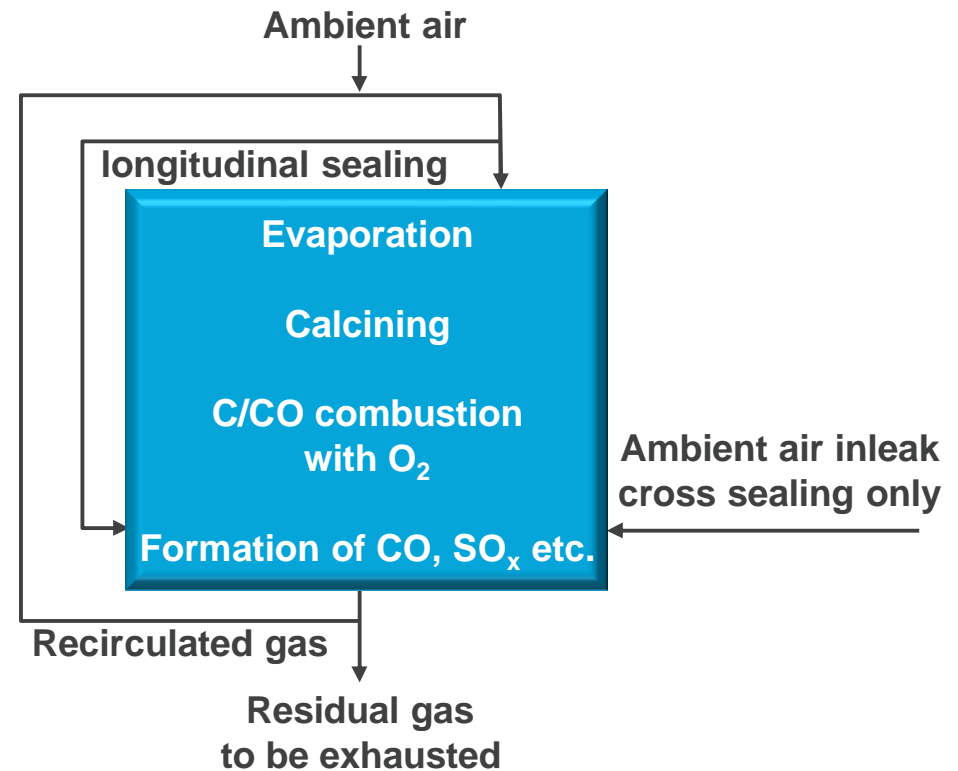 Ambient air
longitudinal sealing
Evaporation
Calcining
C/CO combustion
with O₂
Ambient air inleak
cross sealing only
Formation of CO, SOₓ etc.
Recirculated gas
Residual gas
to be exhausted